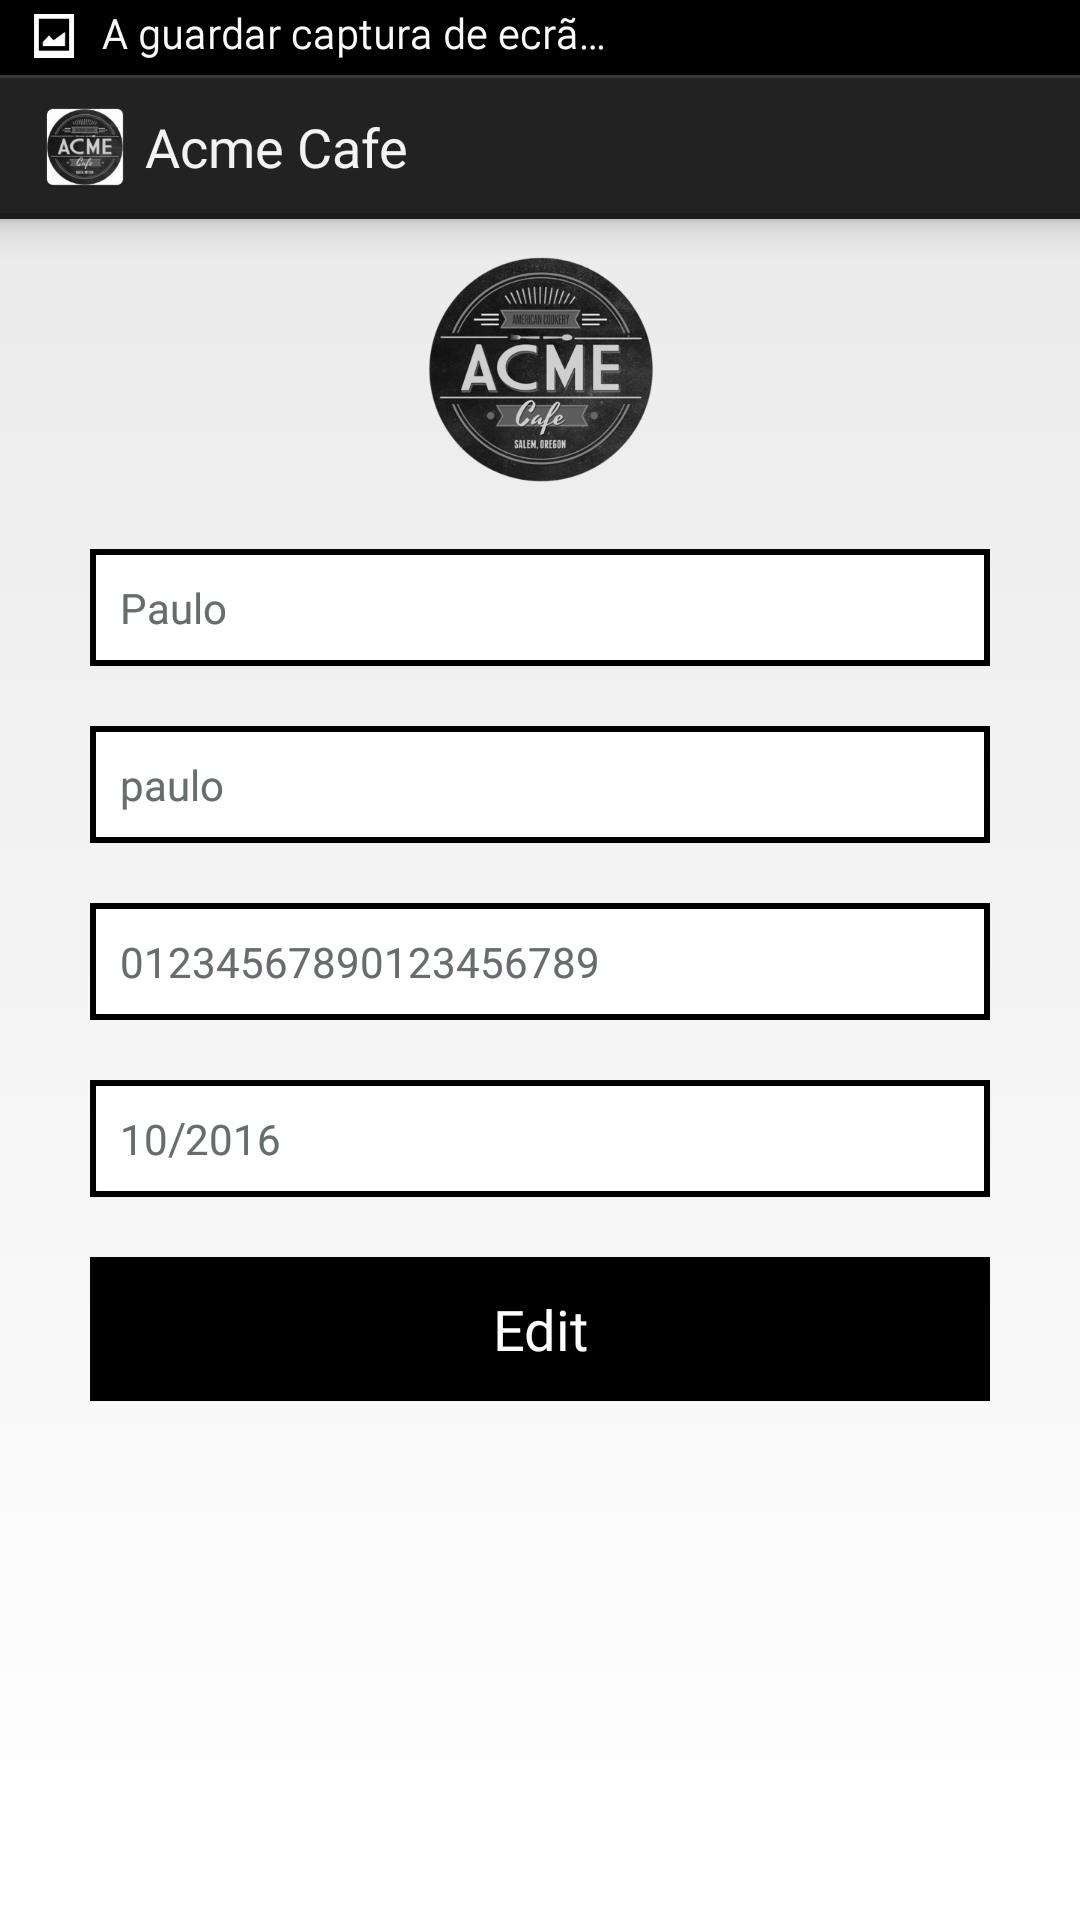 A guardar captura de ecrã...
Acme Cafe
AMERICAN COOKERY
ACME
Cafe
SALEM, OREGON
Paulo
paulo
01234567890123456789
10/2016
Edit